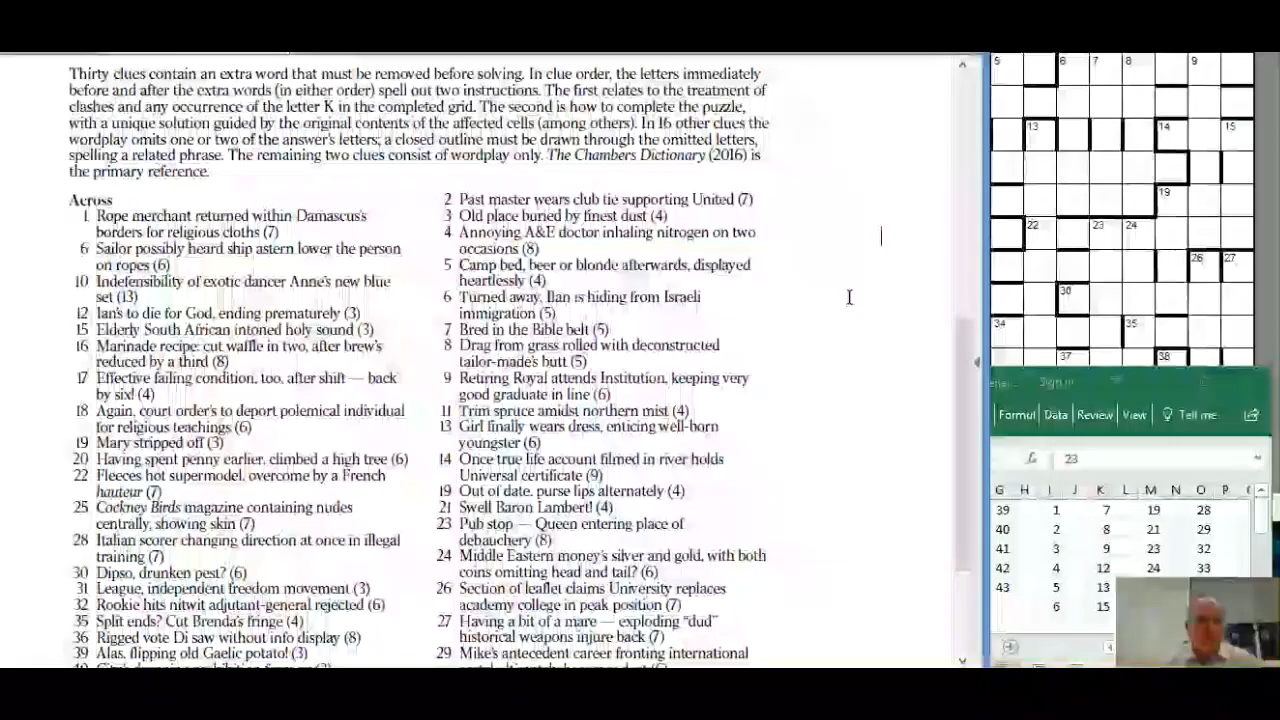 Thirty clues contain an extra word that must be removed before solving. In clue order, the letters immediately
before and after the extra words (in either order) spell out two instructions. The first relates to the treatment of
clashes and any occurrence of the letter K in the completed grid. The second is how to complete the puzzle,
with a unique solution guided by the original contents of the affected cells (among others). In 16 other clues the
wordplay omits one or two of the answer's letters; a closed outline must be drawn through the omitted letters,
spelling a related phrase. The remaining two clues consist of wordplay only. The Chambers Dictionary (2016) is
the primary reference.
Across
1 Rope merchant returned within Damascus's
borders for religious cloths (7)
6 Sailor possibly heard ship astern lower the person
on ropes (6)
10 Indefensibility of exotic dancer Anne's new blue
set (13)
12 Ian's to die for God, ending prematurely (3)
15 Elderly South African intoned holy sound (3)
16 Marinade recipe: cut waffle in two, after brew's
reduced by a third (8)
17 Effective failing condition, too, after shift — back
by six! (4)
18 Again, court order's to deport polemical individual
for religious teachings (6)
19 Mary stripped off (3)
20 Having spent penny earlier, climbed a high tree (6)
22 Fleeces hot supermodel, overcome by a French
hauteur (7)
25 Cockney Birds magazine containing nudes
centrally, showing skin (7)
28 Italian scorer changing direction at once in illegal
training (7)
30 Dipso, drunken pest? (6)
31 League, independent freedom movement (3)
32 Rookie hits nitwit adjutant-general rejected (6)
35 Split ends? Cut Brenda's fringe (4)
36 Rigged vote Di saw without info display (8)
39 Alas, flipping old Gaelic potato! (3)
2 Past master wears club tie supporting United (7)
3 Old place buried by finest dust (4)
4 Annoying A&E doctor inhaling nitrogen on two
occasions (8)
5 Camp bed, beer or blonde afterwards, displayed
heartlessly (4)
6 Turned away, Ilan is hiding from Israeli
immigration (5)
7 Bred in the Bible belt (5)
8 Drag from grass rolled with deconstructed
tailor-made's butt (5)
9 Retiring Royal attends Institution, keeping very
good graduate in line (6)
11 Trim spruce amidst northern mist (4)
13 Girl finally wears dress, enticing well-born
youngster (6)
14 Once true life account filmed in river holds
Universal certificate (9)
19 Out of date, purse lips alternately (4)
21 Swell Baron Lambert! (4)
23 Pub stop — Queen entering place of
debauchery (8)
24 Middle Eastern money's silver and gold, with both
coins omitting head and tail? (6)
26 Section of leaflet claims University replaces
academy college in peak position (7)
27 Having a bit of a mare — exploding "dud"
historical weapons injure back (7)
29 Mike's antecedent career fronting international
5 6 7 8 9
13 14 15
19
22 23 24
26 27
30
34 35
37 38
Sign in
Formul Data Review View Tell me
fx 23
G H I J K L M N O P
39 1 7 19 28
40 2 8 21 29
41 3 9 23 32
42 4 12 24 33
43 5 13
6 15